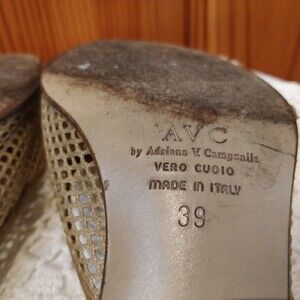 AVC
by Adriana V. Campanile
VERO CUOIO
MADE IN ITALY
39